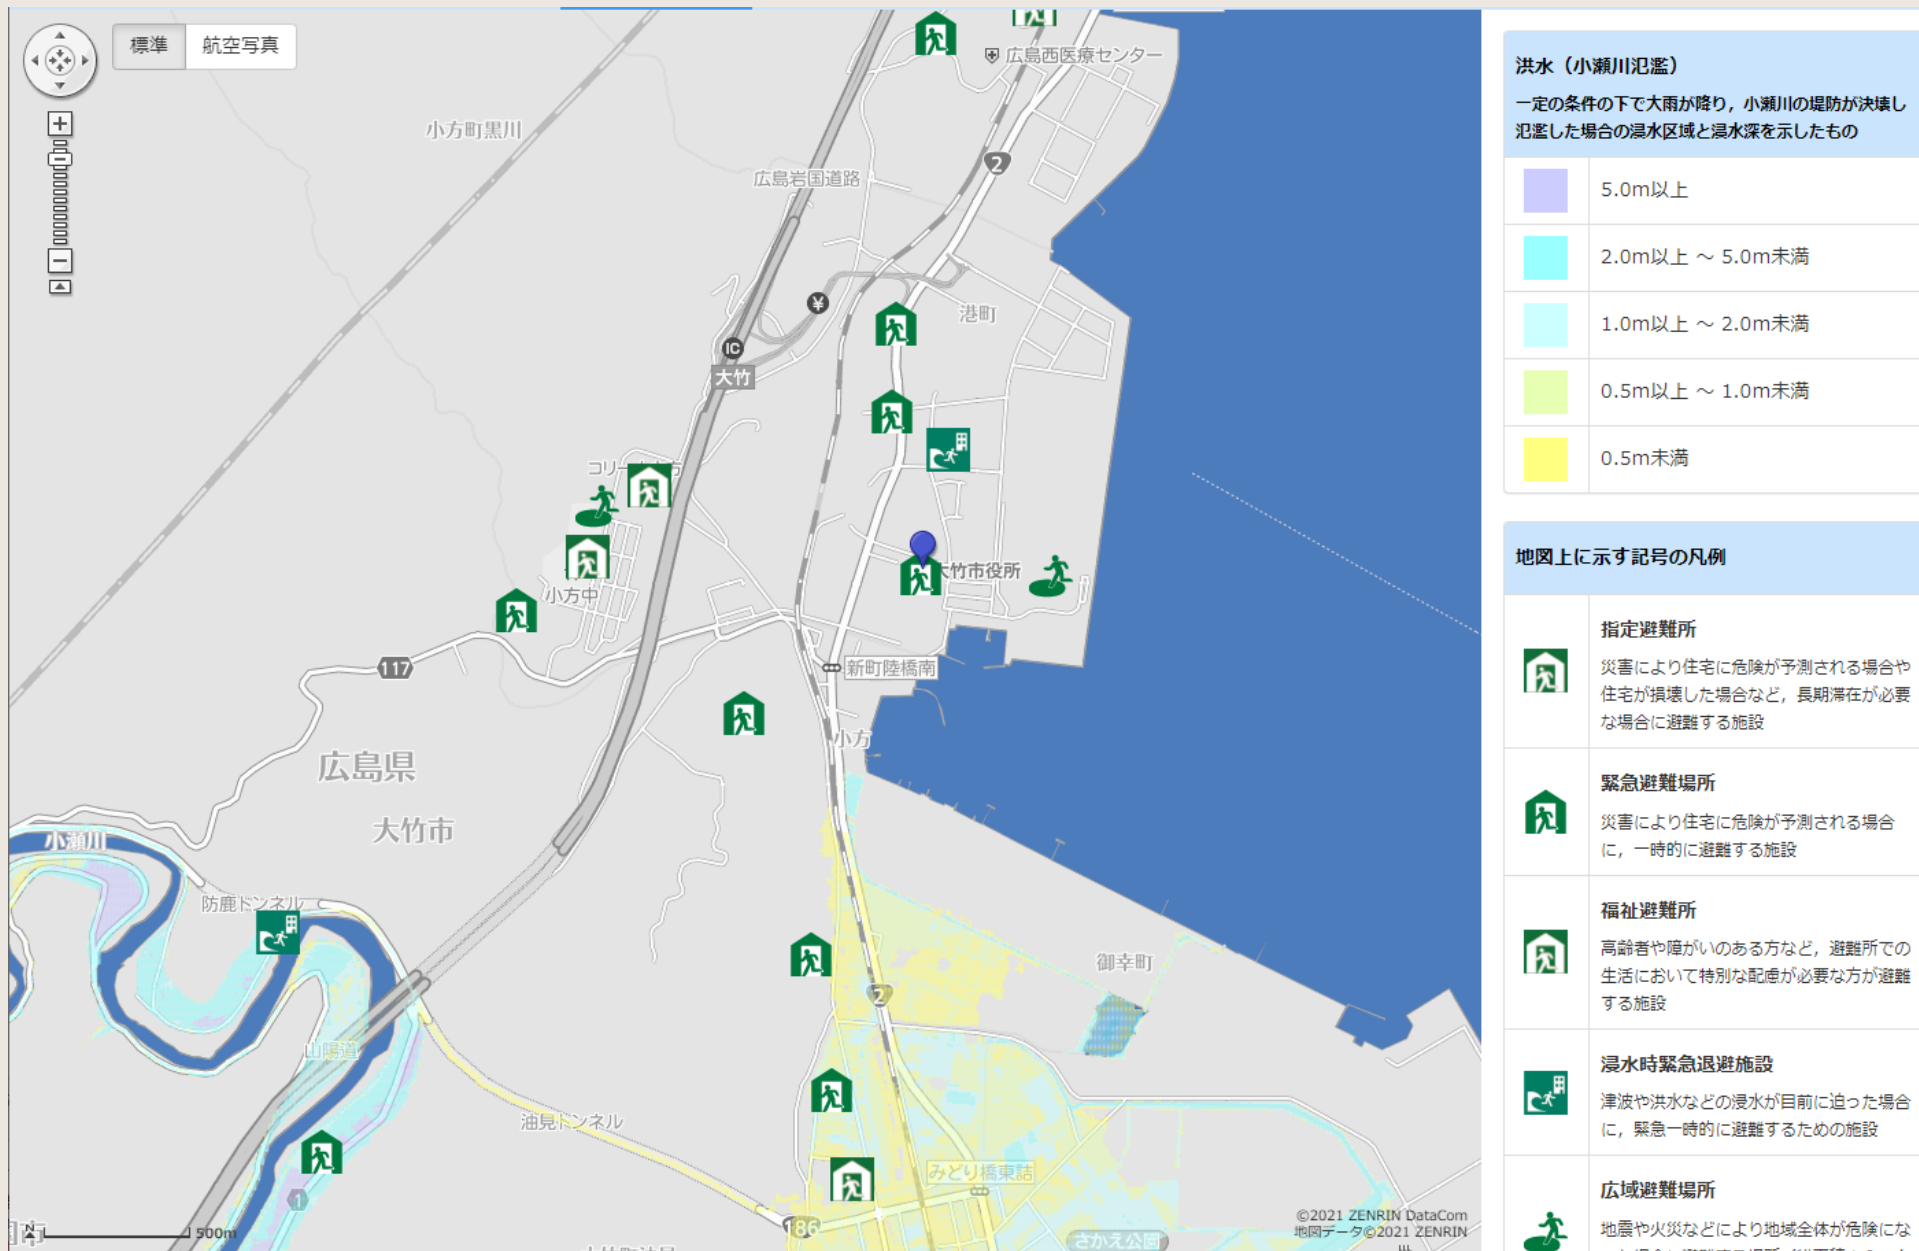 標準
航空写真
広島西医療センター
小方町黒川
2
広島岩国道路
港町
¥
IC
大竹
大竹市役所
小方中
117
新町陸橋南
小方
広島県
大竹市
小瀬川
防鹿トンネル
御幸町
2
山陽道
油見トンネル
みどり橋東詰
1
186
さかえ公園
500m
©2021 ZENRIN DataCom
地図データ©2021 ZENRIN
洪水（小瀬川氾濫）
一定の条件の下で大雨が降り，小瀬川の堤防が決壊し
氾濫した場合の浸水区域と浸水深を示したもの
5.0m以上
2.0m以上 ～ 5.0m未満
1.0m以上 ～ 2.0m未満
0.5m以上 ～ 1.0m未満
0.5m未満
地図上に示す記号の凡例
指定避難所
災害により住宅に危険が予測される場合や
住宅が損壊した場合など，長期滞在が必要
な場合に避難する施設
緊急避難場所
災害により住宅に危険が予測される場合
に，一時的に避難する施設
福祉避難所
高齢者や障がいのある方など，避難所での
生活において特別な配慮が必要な方が避難
する施設
浸水時緊急退避施設
津波や洪水などの浸水が目前に迫った場合
に，緊急一時的に避難するための施設
広域避難場所
地震や火災などにより地域全体が危険にな